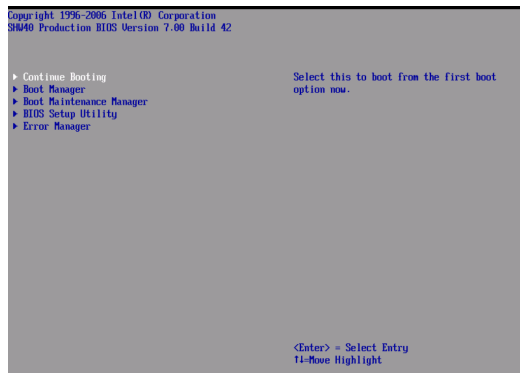 Copyright 1996-2006 Intel(R) Corporation
SHW40 Production BIOS Version 7.00 Build 42
Continue Booting
Boot Manager
Boot Maintenance Manager
BIOS Setup Utility
Error Manager
Select this to boot from the first boot
option now.
<Enter> = Select Entry
↑↓=Move Highlight